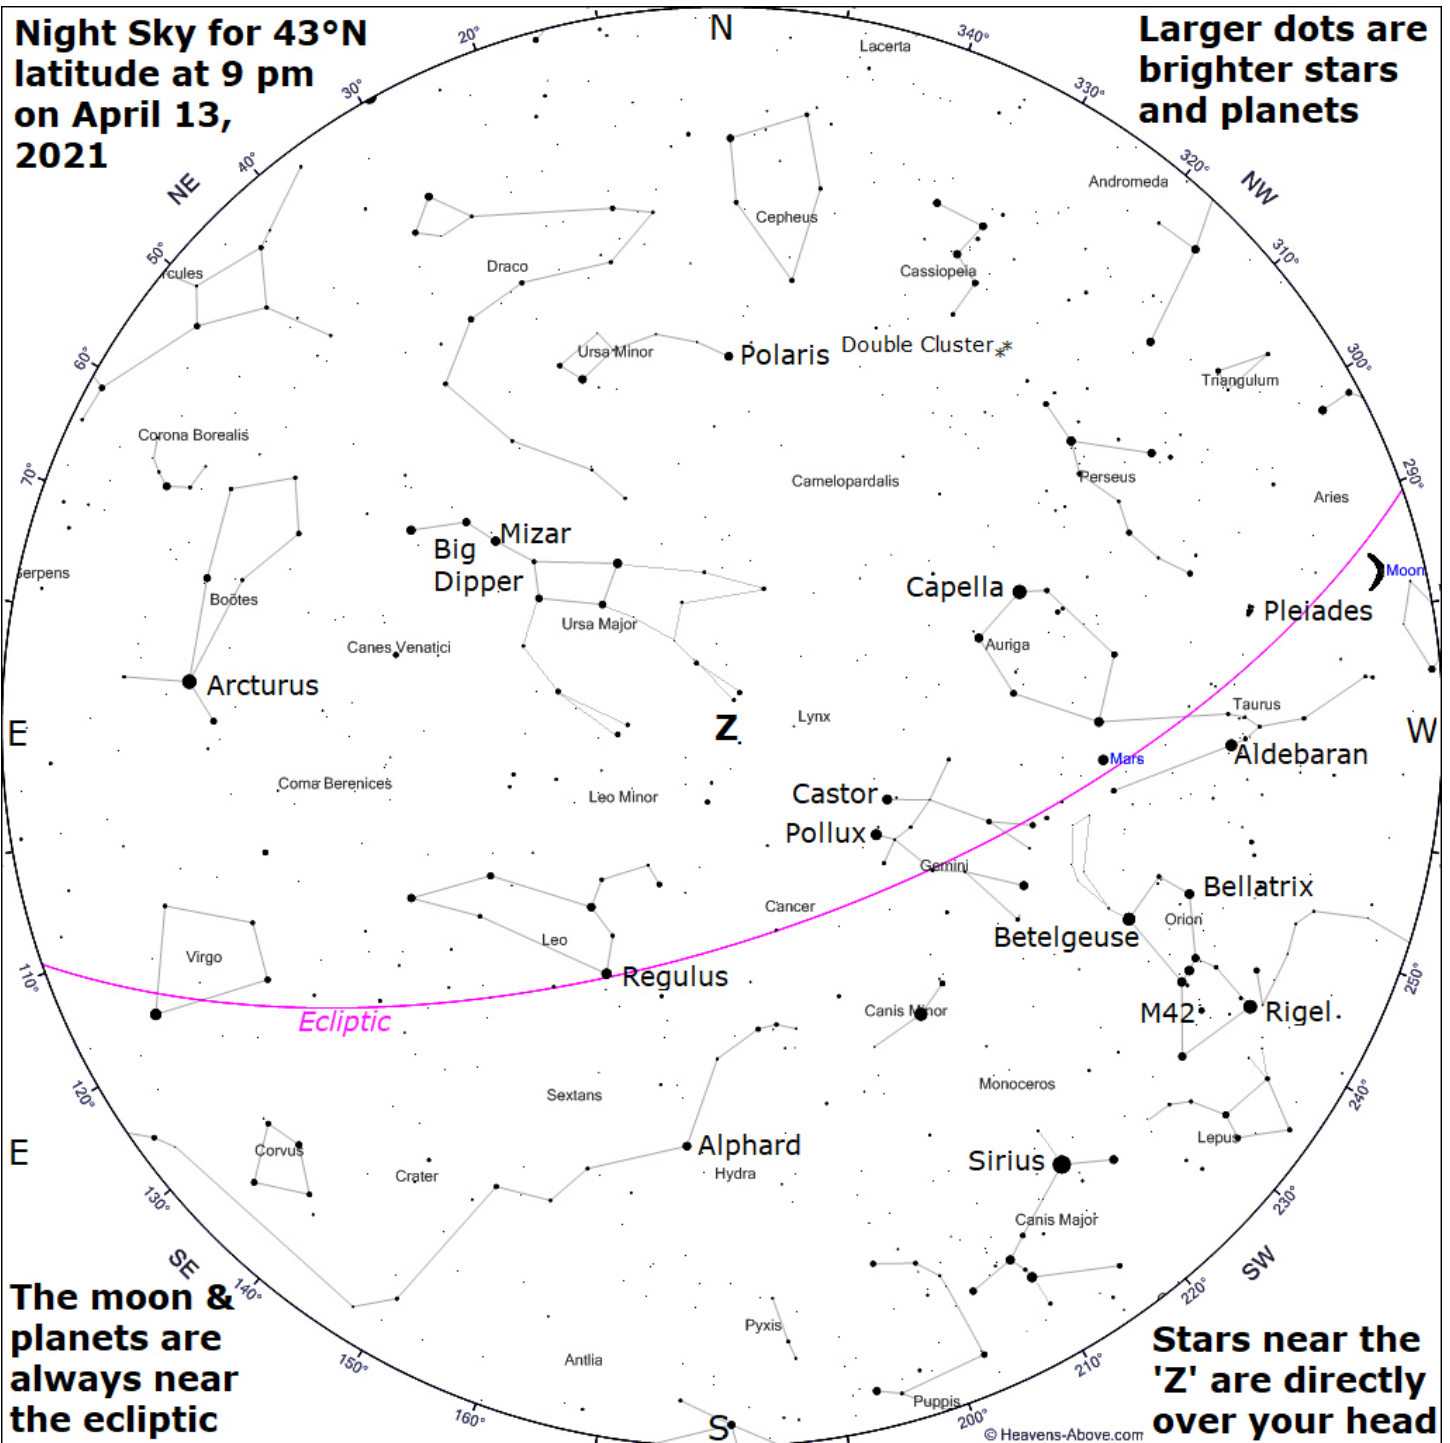 Night Sky for 43°N
latitude at 9 pm
on April 13,
2021
N
Larger dots are
brighter stars
and planets
20°
340°
Lacerta
30°
330°
40°
NE
320°
NW
Andromeda
50°
rcules
Cepheus
310°
Draco
Cassiopeia
60°
Ursa Minor
Polaris
Double Cluster
**
300°
Triangulum
Corona Borealis
70°
Camelopardalis
Perseus
290°
Aries
Mizar
Big
Dipper
Serpens
Moon
Capella
Pleiades
Boötes
Ursa Major
Canes Venatici
Auriga
Arcturus
Taurus
E
Z
Lynx
W
Mars
Aldebaran
Coma Berenices
Leo Minor
Castor
Pollux
Gemini
Bellatrix
Cancer
Orion
Betelgeuse
Leo
Virgo
Regulus
110°
250°
Ecliptic
Canis Minor
M42
Rigel
120°
Sextans
Monoceros
240°
E
Corvus
Crater
Alphard
Hydra
Lepus
Sirius
130°
230°
Canis Major
SE
140°
SW
220°
The moon &
planets are
always near
the ecliptic
Pyxis
Antlia
150°
210°
Stars near the
'Z' are directly
over your head
Puppis
160°
S
200°
© Heavens-Above.com